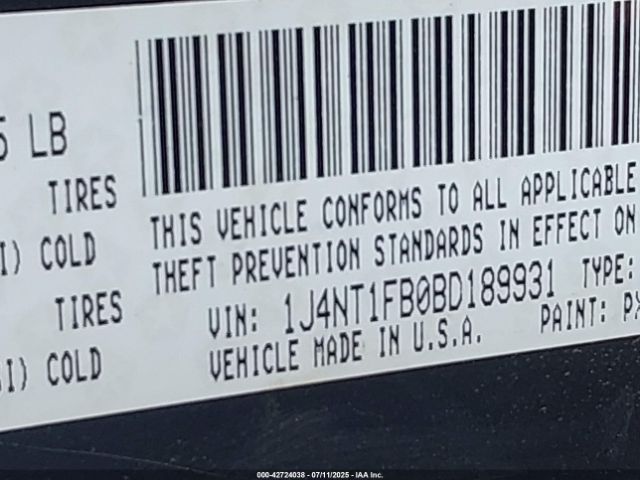 5 LB
TIRES
I) COLD
TIRES
I) COLD
THIS VEHICLE CONFORMS TO ALL APPLICABLE
THEFT PREVENTION STANDARDS IN EFFECT ON
VIN: 1J4NT1FB0BD189931 TYPE:
VEHICLE MADE IN U.S.A. PAINT: PX
000-42724038 - 07/11/2025 - IAA Inc.